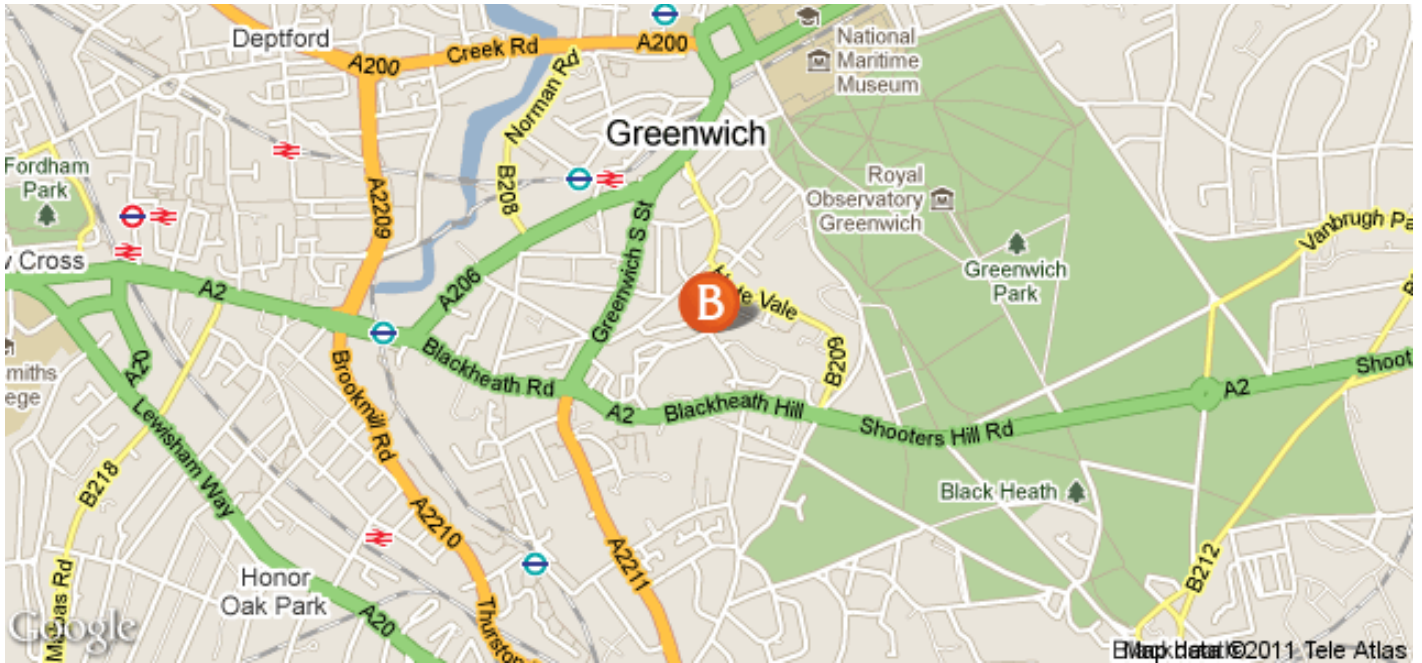 Deptford
A200
Creek Rd
A200
National
Maritime
Museum
Norman Rd
Greenwich
Fordham
Park
A2209
B208
Royal
Observatory
Greenwich
Greenwich S St
Vanbrugh Pa
Cross
A2
A206
Greenwich
Park
B
Vale
A20
Blackheath Rd
B209
A2
Shoot
A2
Blackheath Hill
Shooters Hill Rd
Brookmill Rd
Lewisham Way
B218
Black Heath
A2210
A2211
B212
Honor
Oak Park
A20
Thurston
Google
Map data ©2011 Tele Atlas